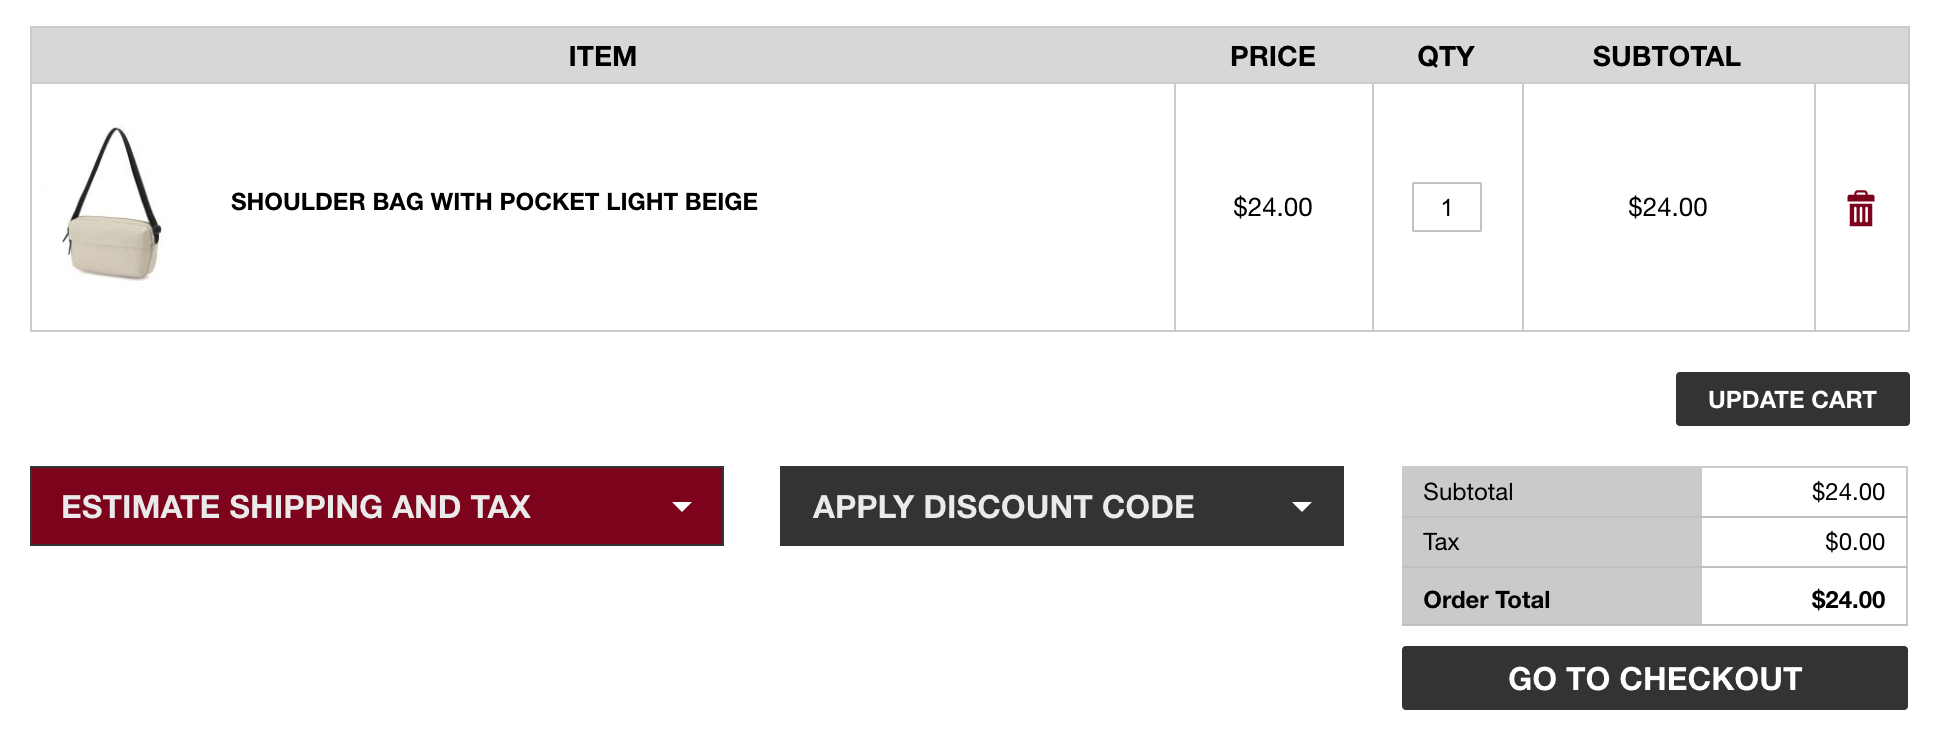 ITEM PRICE QTY SUBTOTAL
SHOULDER BAG WITH POCKET LIGHT BEIGE $24.00 1 $24.00
UPDATE CART
ESTIMATE SHIPPING AND TAX
APPLY DISCOUNT CODE
Subtotal $24.00
Tax $0.00
Order Total $24.00
GO TO CHECKOUT